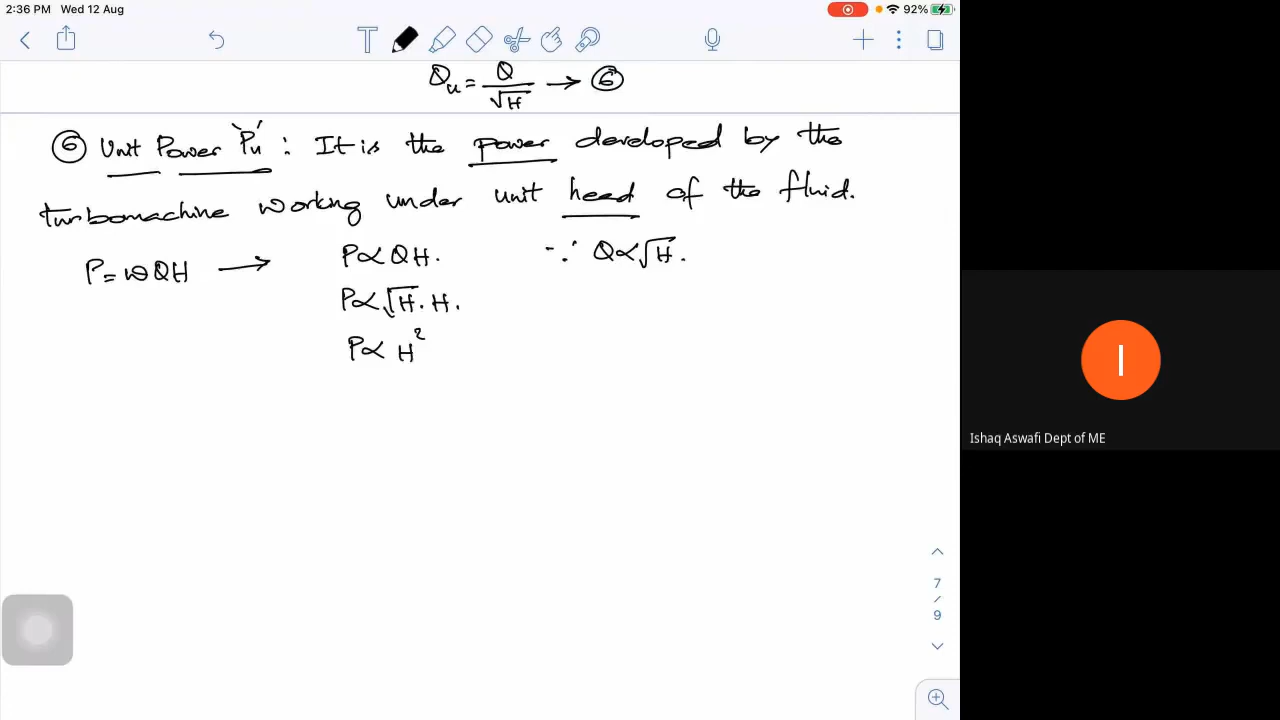 2:36 PM Wed 12 Aug
92%
T
Qu = Q/√H → ⑥
⑥ Unit Power 'Pu' : It is the power developed by the
turbomachine working under unit head of the fluid.
P = ωQH → P ∝ QH. ∵ Q ∝ √H.
P ∝ √H . H.
P ∝ H²
I
Ishaq Aswafi Dept of ME
7
/
9